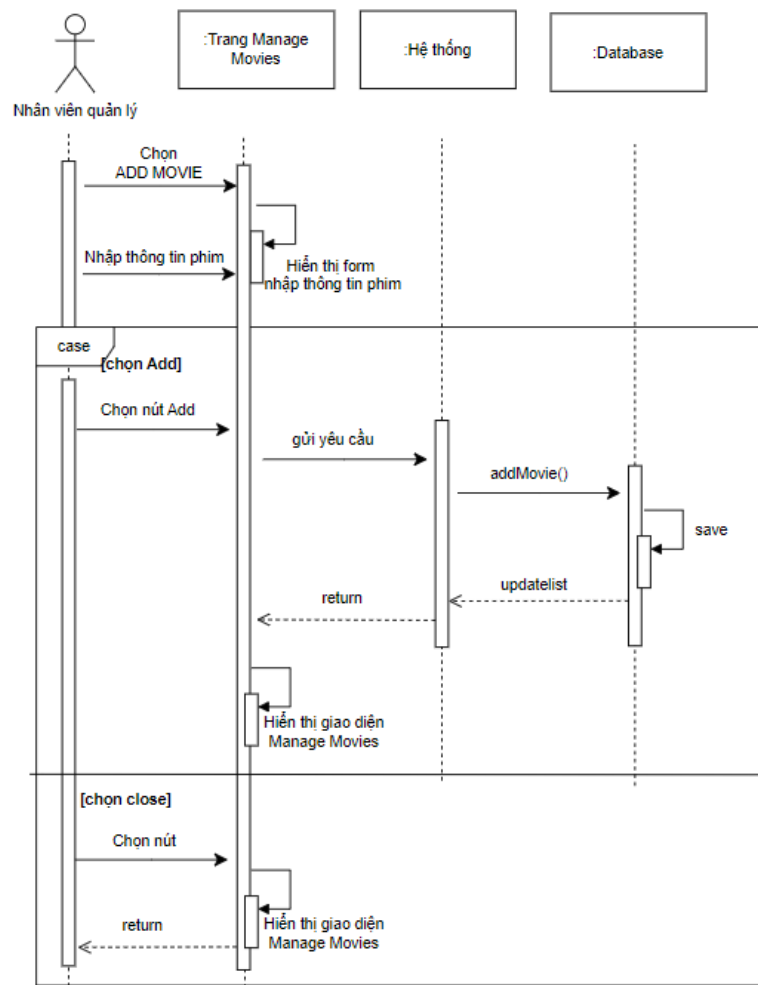 :Trang Manage
Movies
:Hệ thống
:Database
Nhân viên quản lý
Chọn
ADD MOVIE
Nhập thông tin phim
Hiển thị form
nhập thông tin phim
case
[chọn Add]
Chọn nút Add
gửi yêu cầu
addMovie()
save
updatelist
return
Hiển thị giao diện
Manage Movies
[chọn close]
Chọn nút
Hiển thị giao diện
Manage Movies
return